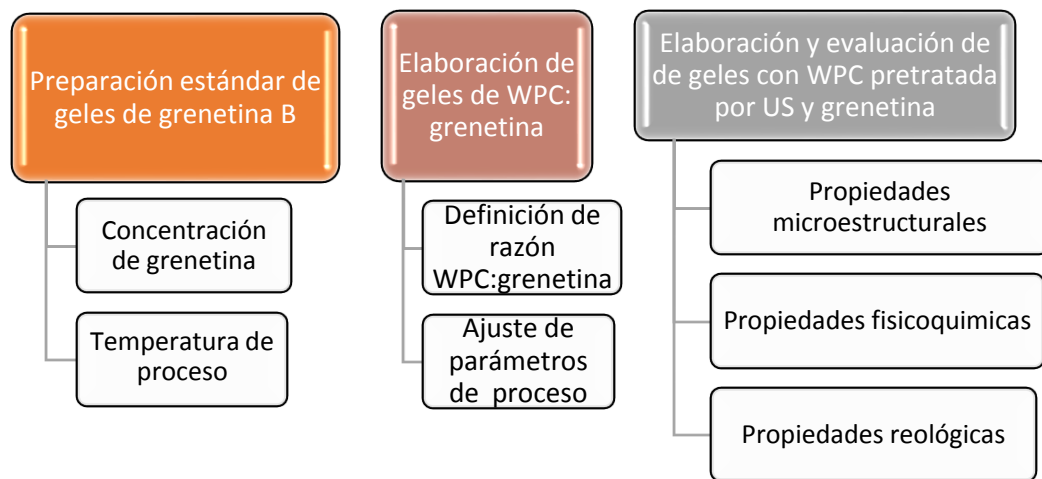 Preparación estándar de
geles de grenetina B
Concentración
de grenetina
Temperatura de
proceso
Elaboración de
geles de WPC:
grenetina
Definición de
razón
WPC:grenetina
Ajuste de
parámetros
de proceso
Elaboración y evaluación de
de geles con WPC pretratada
por US y grenetina
Propiedades
microestructurales
Propiedades fisicoquimicas
Propiedades reológicas